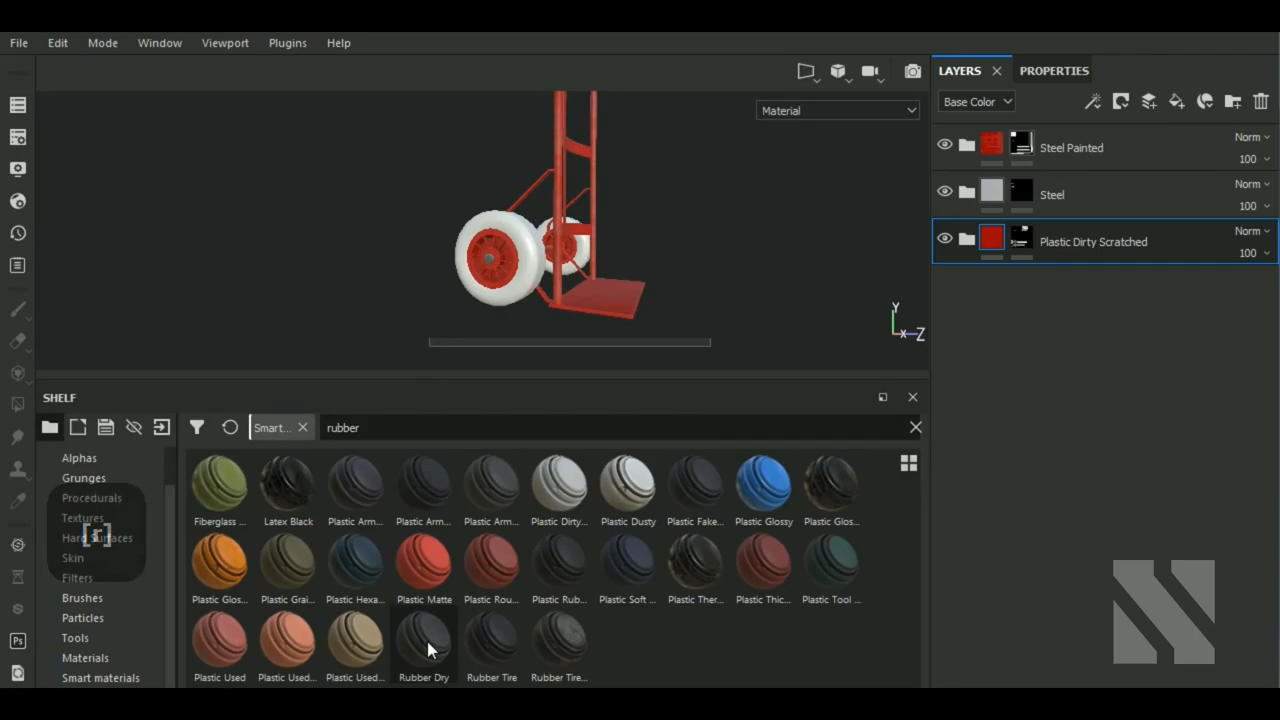 File Edit Mode Window Viewport Plugins Help
LAYERS PROPERTIES
Base Color
Material
Steel Painted Norm 100
Steel Norm 100
Plastic Dirty Scratched Norm 100
Y
X Z
SHELF
Smart... rubber
Alphas
Grunges
Procedurals
Textures
Hard Surfaces
Skin
Filters
Brushes
Particles
Tools
Materials
Smart materials
[r]
Fiberglass ... Latex Black Plastic Arm... Plastic Arm... Plastic Arm... Plastic Dirty... Plastic Dusty Plastic Fake... Plastic Glossy Plastic Glos...
Plastic Glos... Plastic Grai... Plastic Hexa... Plastic Matte Plastic Rou... Plastic Rub... Plastic Soft ... Plastic Ther... Plastic Thic... Plastic Tool ...
Plastic Used Plastic Used... Plastic Used... Rubber Dry Rubber Tire Rubber Tire...
Ps